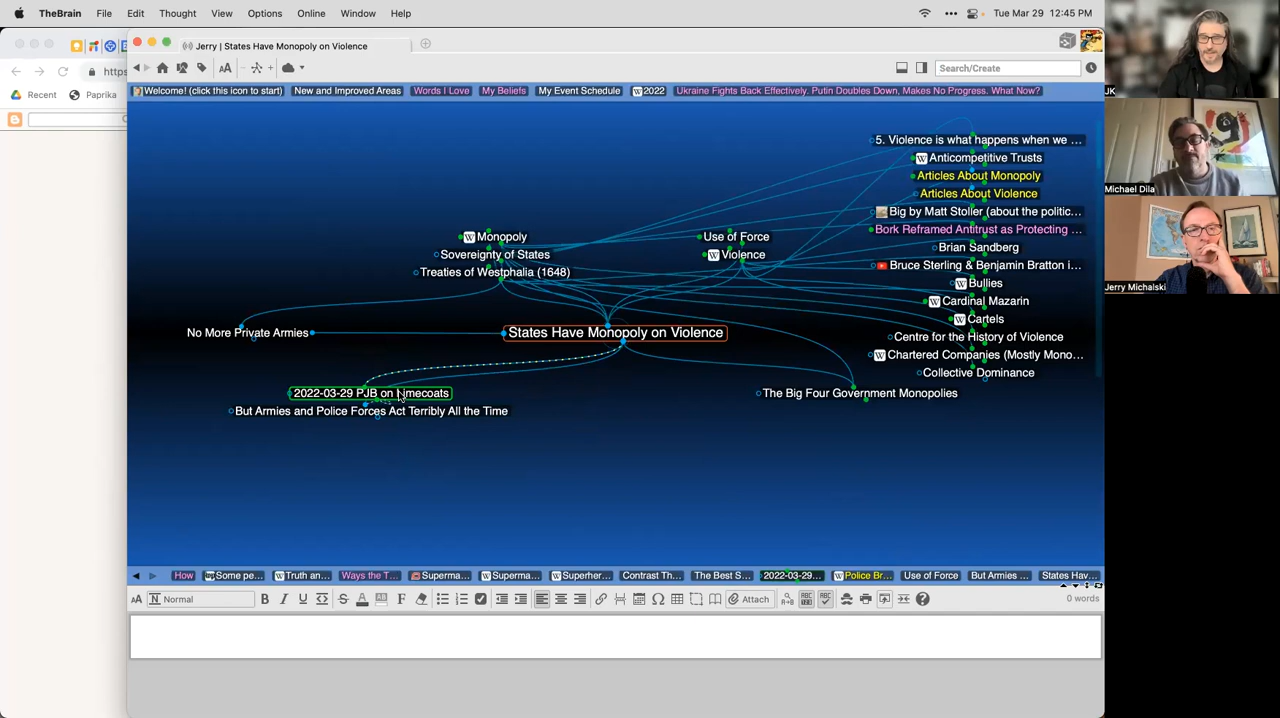 TheBrain File Edit Thought View Options Online Window Help Tue Mar 29 12:45 PM
Jerry | States Have Monopoly on Violence
https
Search/Create
Recent Paprika
Welcome! (click this icon to start) New and Improved Areas Words I Love My Beliefs My Event Schedule 2022 Ukraine Fights Back Effectively. Putin Doubles Down, Makes No Progress. What Now?
JK
5. Violence is what happens when we ...
Anticompetitive Trusts
Articles About Monopoly
Articles About Violence
Michael Dila
Big by Matt Stoller (about the politic...
Bork Reframed Antitrust as Protecting ...
Monopoly
Use of Force
Brian Sandberg
Sovereignty of States
Violence
Bruce Sterling & Benjamin Bratton i...
Treaties of Westphalia (1648)
Bullies
Jerry Michalski
Cardinal Mazarin
Cartels
No More Private Armies
States Have Monopoly on Violence
Centre for the History of Violence
Chartered Companies (Mostly Mono...
Collective Dominance
2022-03-29 PJB on Limecoats
The Big Four Government Monopolies
But Armies and Police Forces Act Terribly All the Time
How Some pe... Truth an... Ways the T... Superma... Superma... Superher... Contrast Th... The Best S... 2022-03-29... Police Br... Use of Force But Armies ... States Hav...
Normal
Attach
0 words